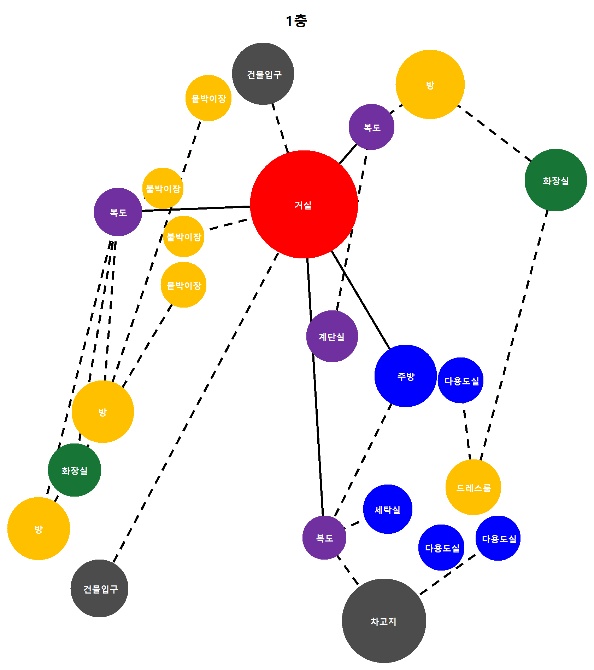 1층
건물입구
방
붙박이장
복도
거실
화장실
붙박이장
복도
붙박이장
붙박이장
계단실
주방
다용도실
방
화장실
드레스룸
세탁실
방
복도
다용도실
다용도실
건물입구
차고지